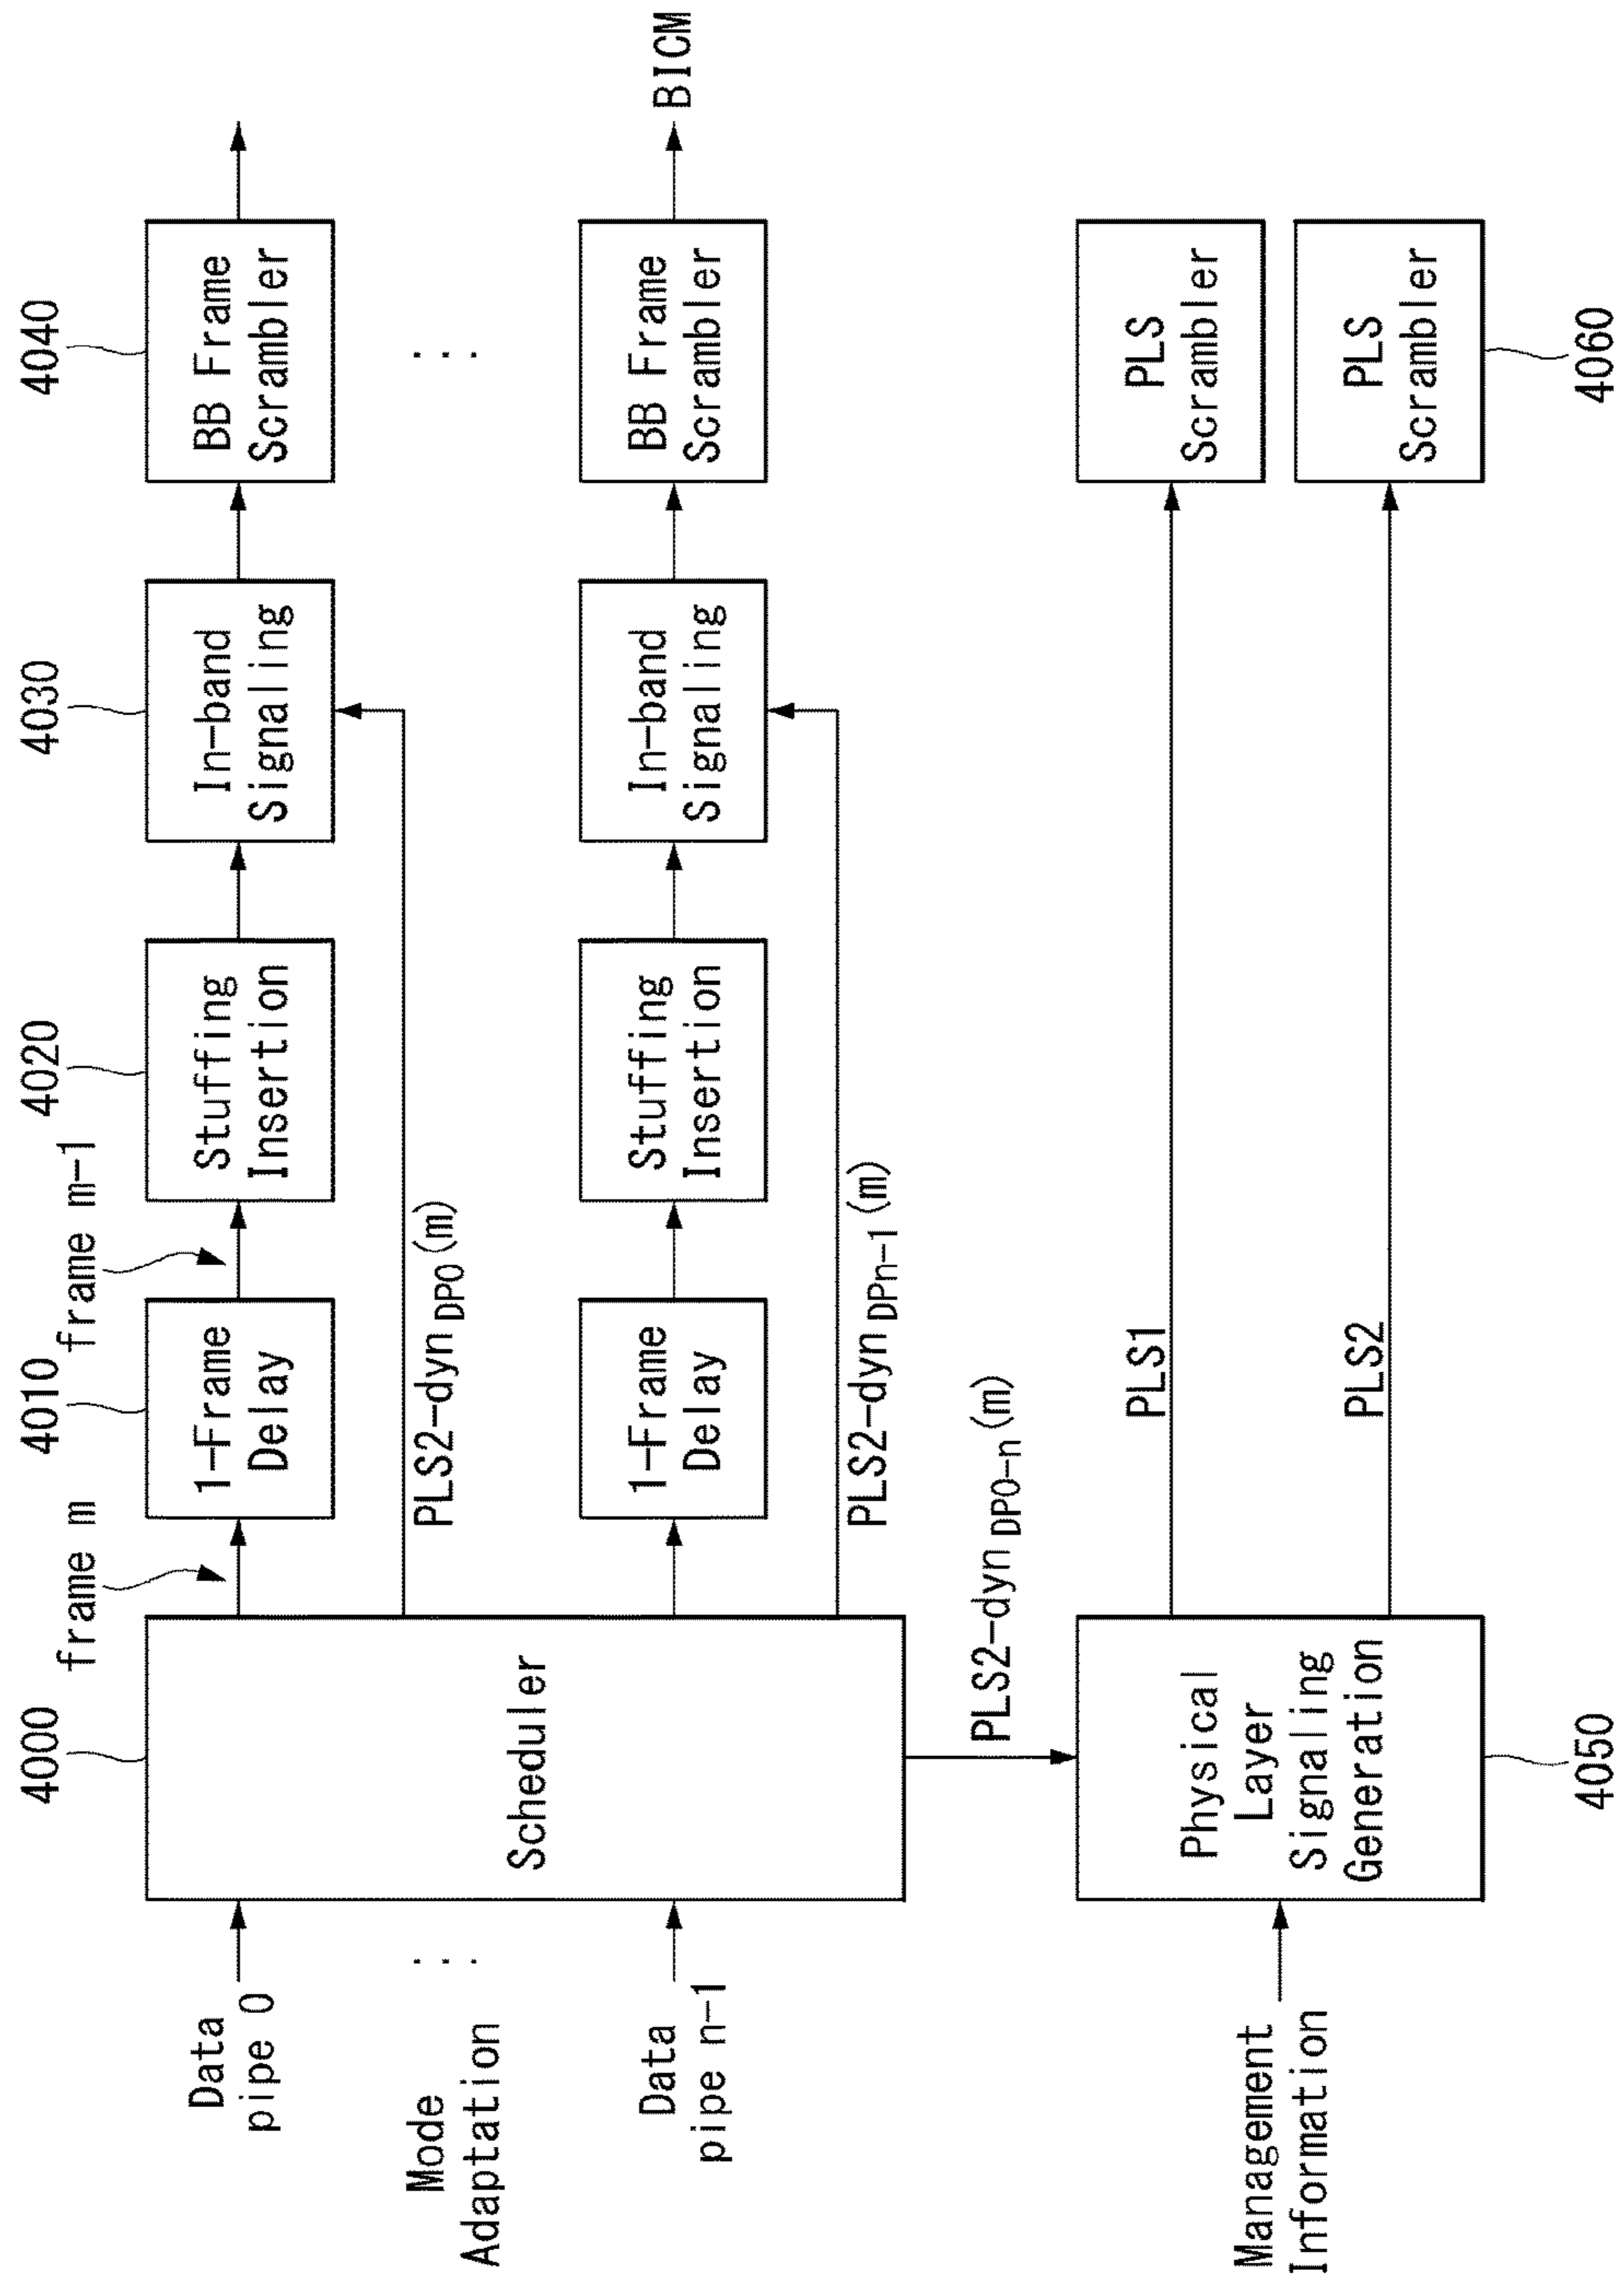 4000
4010
4020
4030
4040
frame m
frame m-1
Data
pipe 0
1-Frame
Delay
Stuffing
Insertion
In-band
Signaling
BB Frame
Scrambler
PLS2-dyn DP0 (m)
Mode
Adaptation
...
Scheduler
...
Data
pipe n-1
1-Frame
Delay
Stuffing
Insertion
In-band
Signaling
BB Frame
Scrambler
BICM
PLS2-dyn DPn-1 (m)
PLS2-dyn DP0-n (m)
Management
Information
Physical
Layer
Signaling
Generation
PLS1
PLS
Scrambler
PLS2
PLS
Scrambler
4050
4060